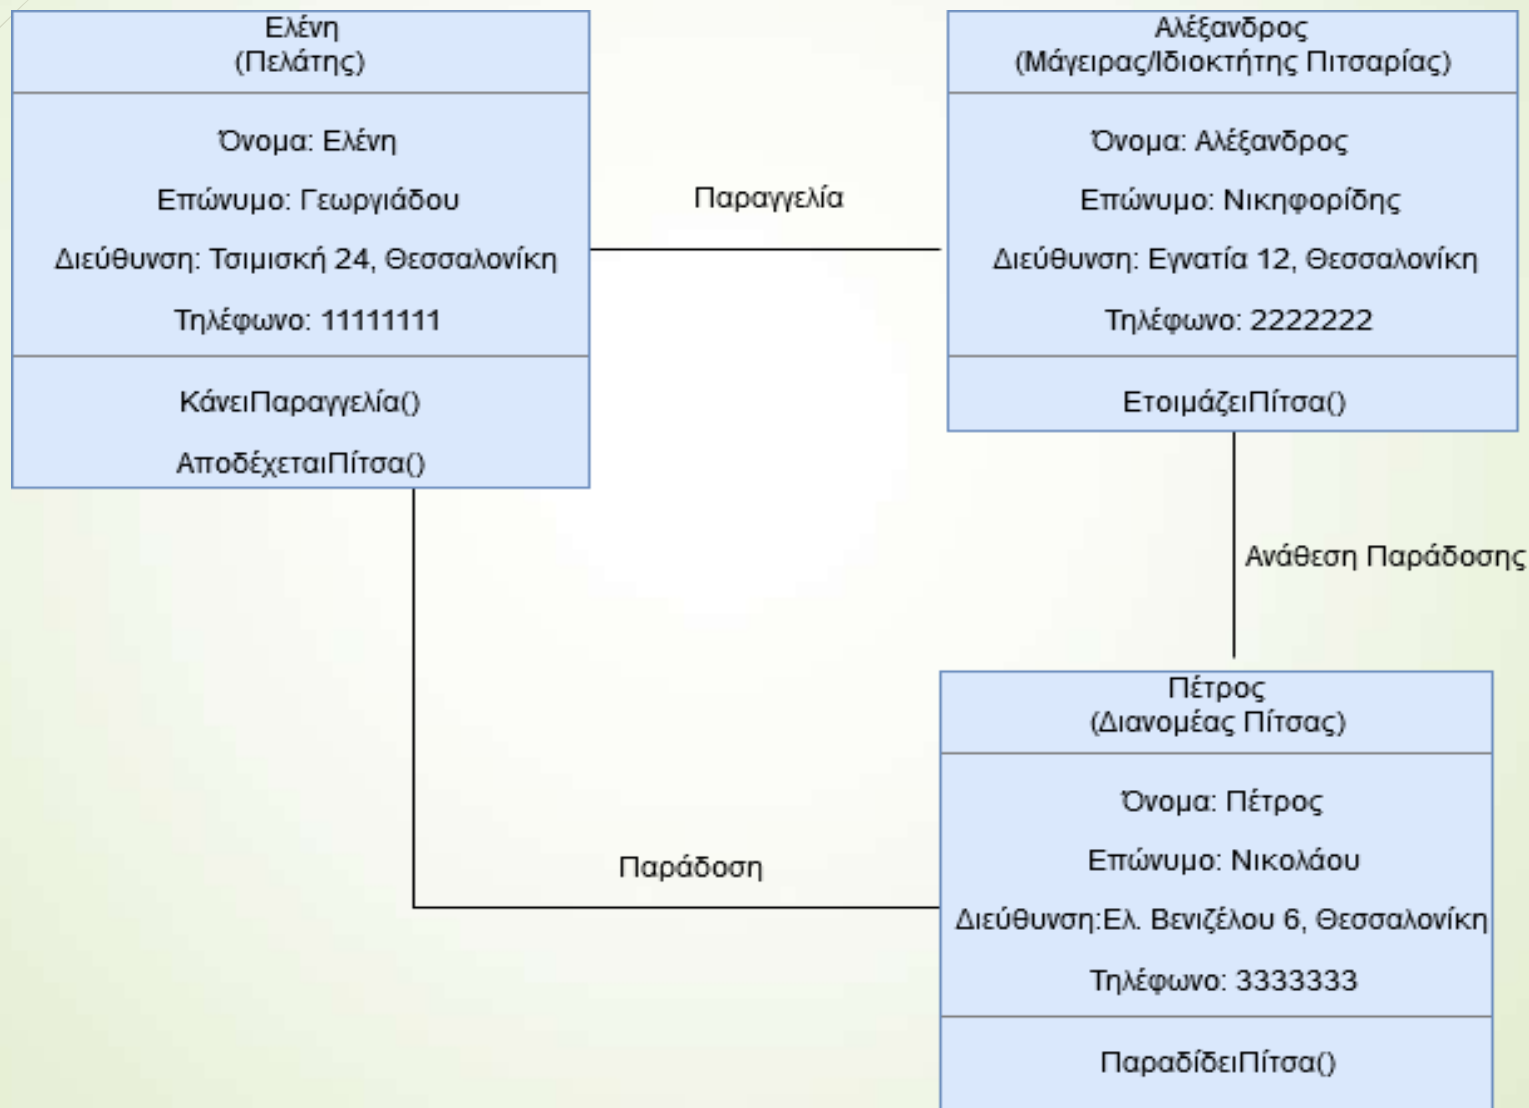 Ελένη
(Πελάτης)
Όνομα: Ελένη
Επώνυμο: Γεωργιάδου
Διεύθυνση: Τσιμισκή 24, Θεσσαλονίκη
Τηλέφωνο: 11111111
ΚάνειΠαραγγελία()
ΑποδέχεταιΠίτσα()
Παραγγελία
Αλέξανδρος
(Μάγειρας/Ιδιοκτήτης Πιτσαρίας)
Όνομα: Αλέξανδρος
Επώνυμο: Νικηφορίδης
Διεύθυνση: Εγνατία 12, Θεσσαλονίκη
Τηλέφωνο: 2222222
ΕτοιμάζειΠίτσα()
Ανάθεση Παράδοσης
Παράδοση
Πέτρος
(Διανομέας Πίτσας)
Όνομα: Πέτρος
Επώνυμο: Νικολάου
Διεύθυνση:Ελ. Βενιζέλου 6, Θεσσαλονίκη
Τηλέφωνο: 3333333
ΠαραδίδειΠίτσα()